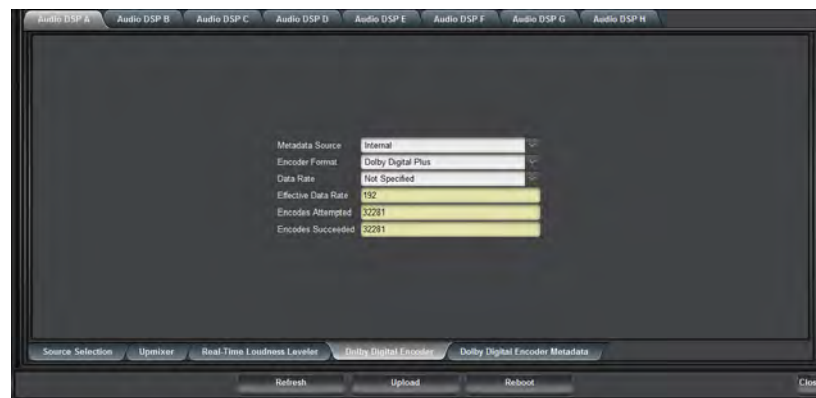 Audio DSP A Audio DSP B Audio DSP C Audio DSP D Audio DSP E Audio DSP F Audio DSP G Audio DSP H
Metadata Source Internal
Encoder Format Dolby Digital Plus
Data Rate Not Specified
Effective Data Rate 192
Encodes Attempted 32281
Encodes Succeeded 32281
Source Selection Upmixer Real-Time Loudness Leveler Dolby Digital Encoder Dolby Digital Encoder Metadata
Refresh Upload Reboot Clos